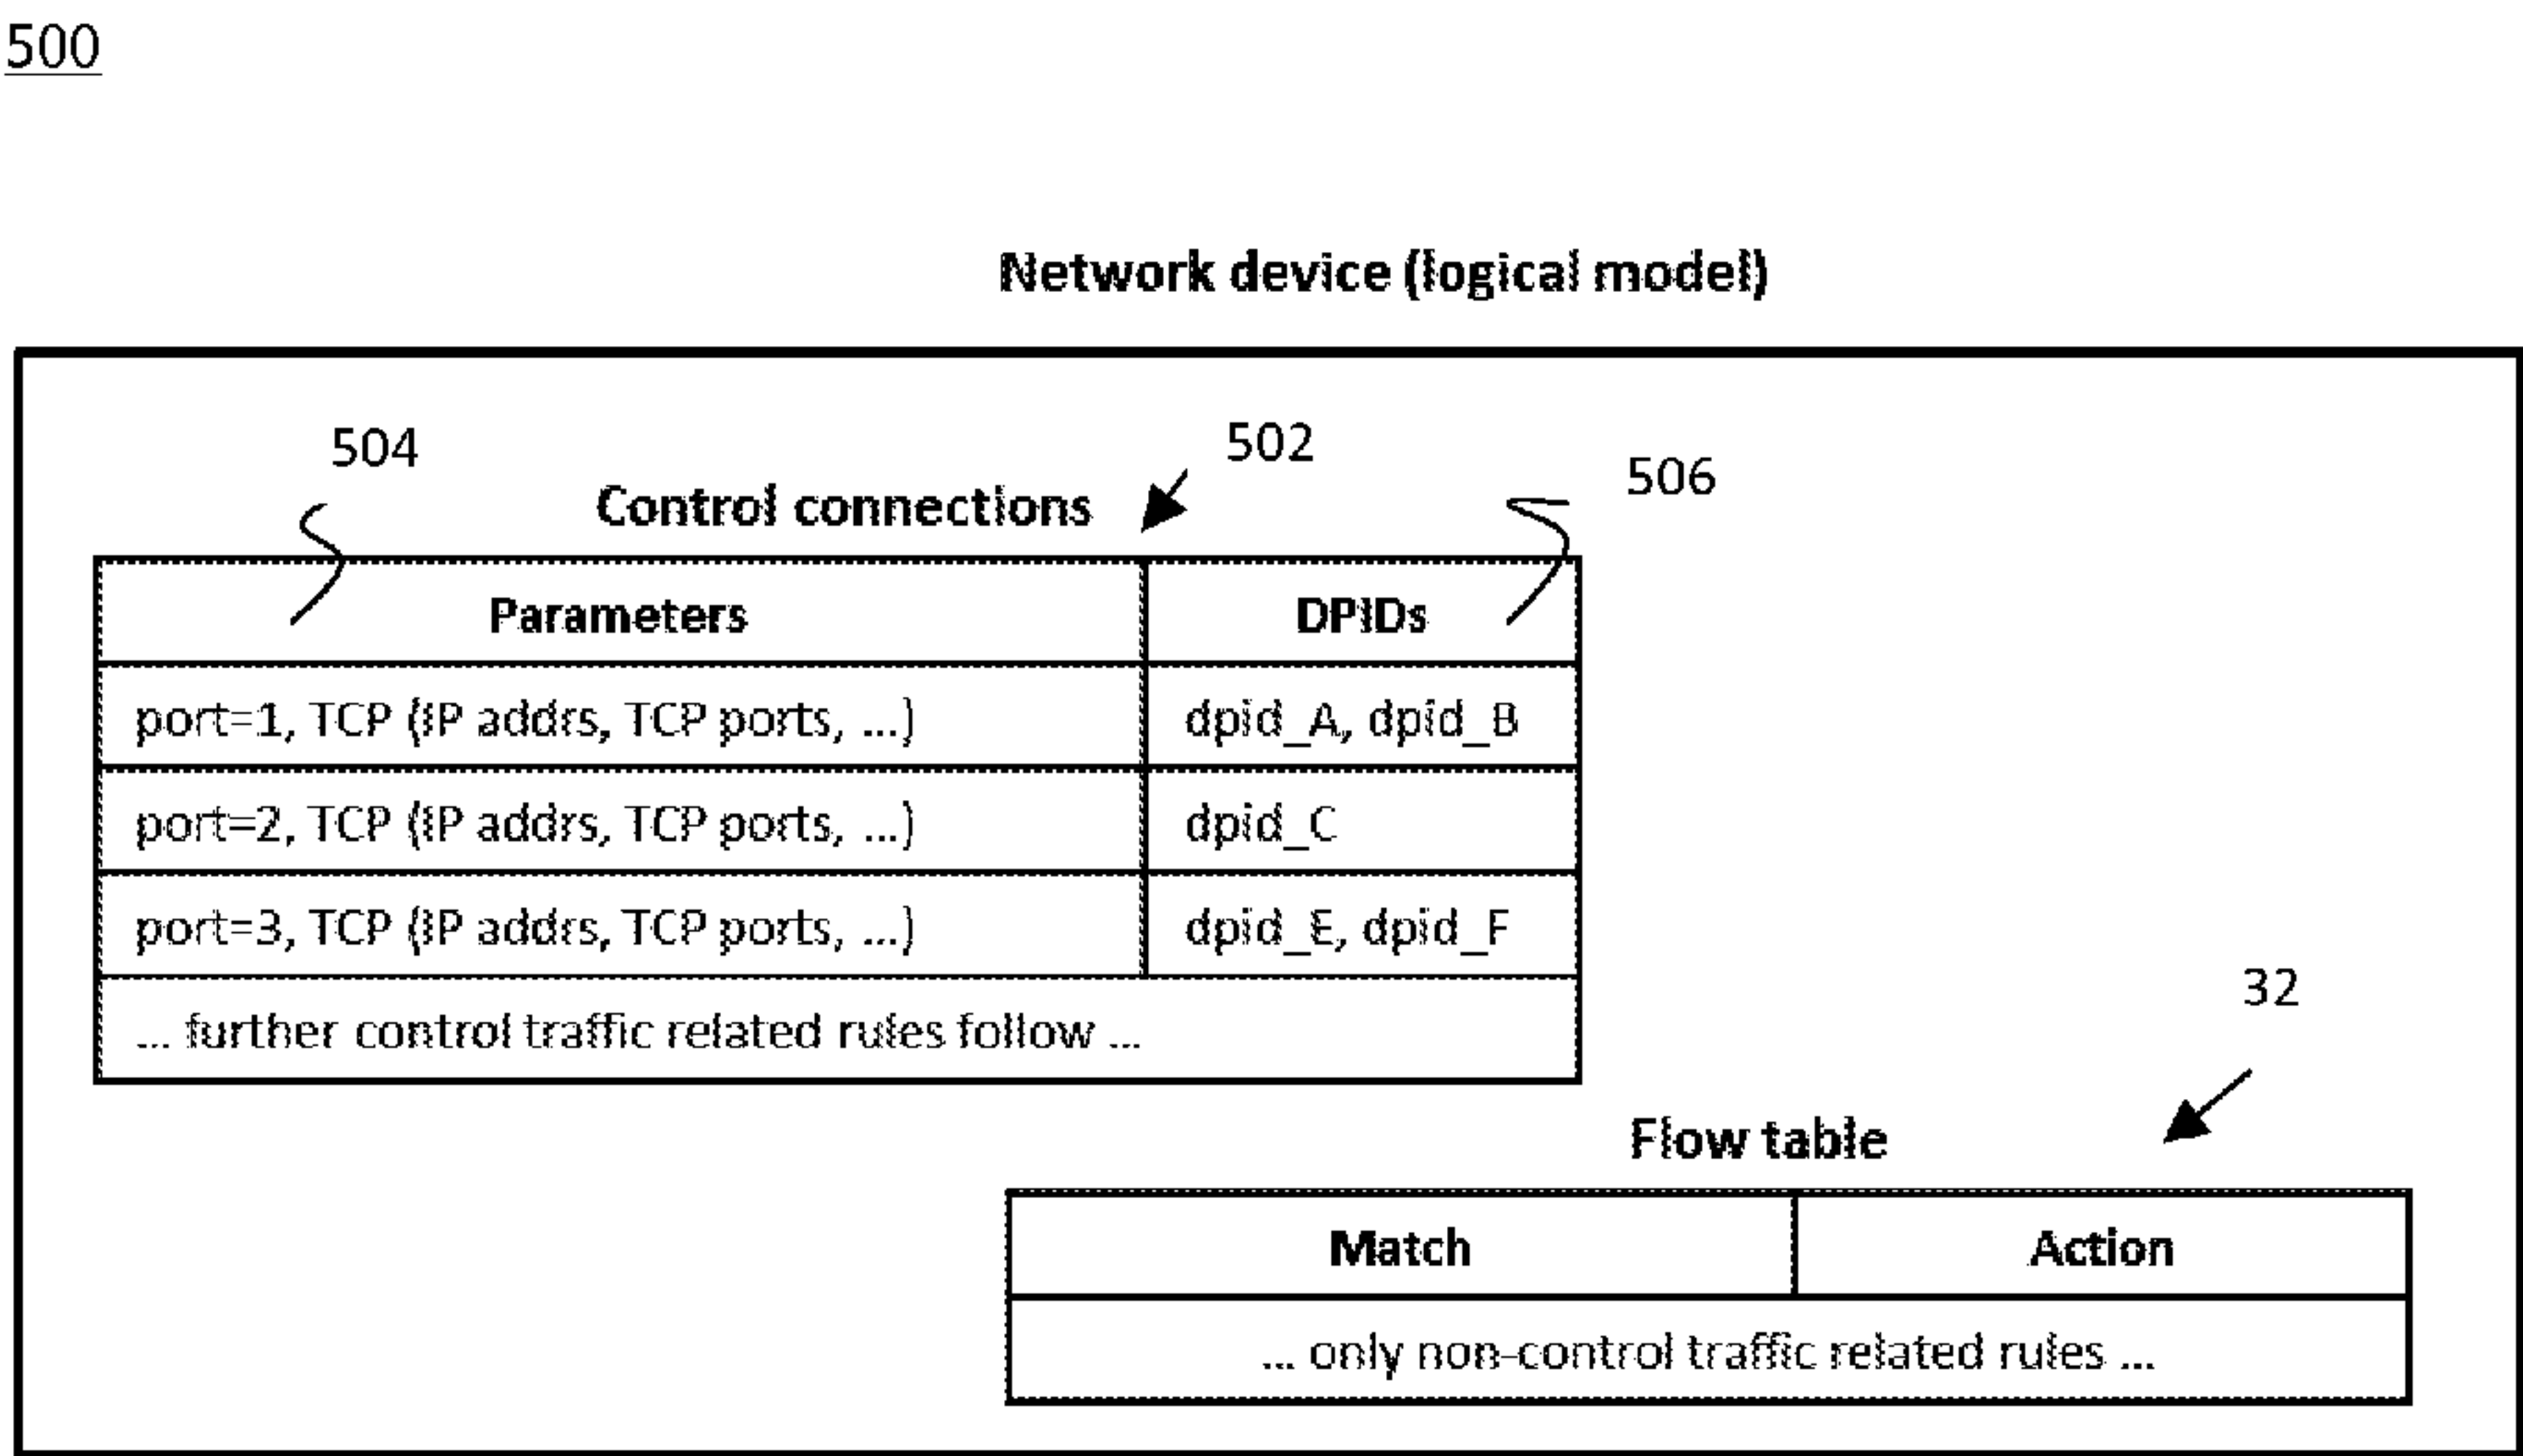 500
Network device (logical model)
504
502
506
Control connections
Parameters DPIDs
port=1, TCP (IP addrs, TCP ports, ...) dpid_A, dpid_B
port=2, TCP (IP addrs, TCP ports, ...) dpid_C
port=3, TCP (IP addrs, TCP ports, ...) dpid_E, dpid_F
... further control traffic related rules follow ...
32
Flow table
Match Action
... only non-control traffic related rules ...